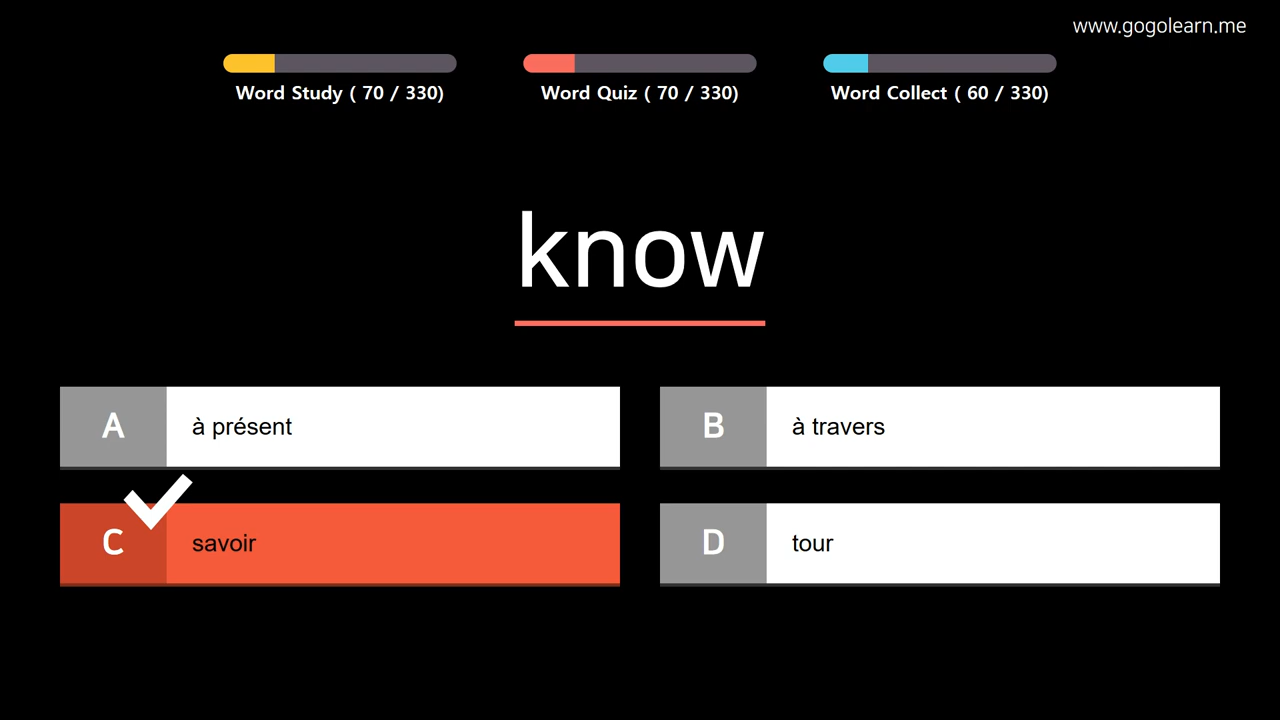 www.gogolearn.me
Word Study ( 70 / 330)
Word Quiz ( 70 / 330)
Word Collect ( 60 / 330)
know
A à présent
B à travers
C savoir
D tour